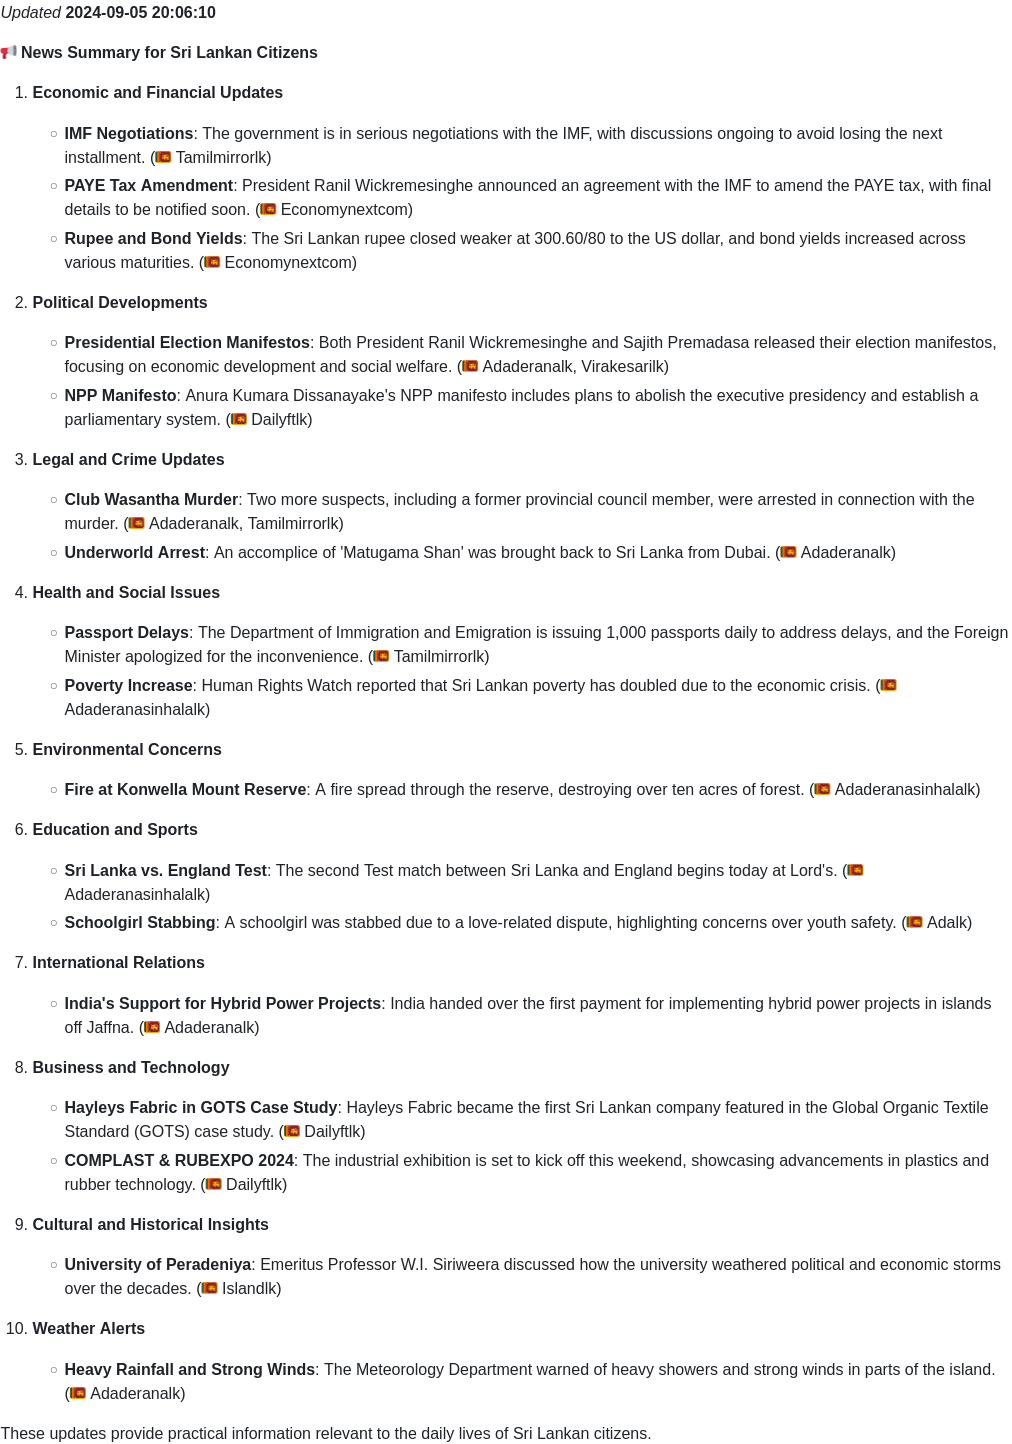 Updated 2024-09-05 20:06:10
News Summary for Sri Lankan Citizens
1. Economic and Financial Updates
IMF Negotiations: The government is in serious negotiations with the IMF, with discussions ongoing to avoid losing the next
installment. ( Tamilmirrorlk)
PAYE Tax Amendment: President Ranil Wickremesinghe announced an agreement with the IMF to amend the PAYE tax, with final
details to be notified soon. ( Economynextcom)
Rupee and Bond Yields: The Sri Lankan rupee closed weaker at 300.60/80 to the US dollar, and bond yields increased across
various maturities. ( Economynextcom)
2. Political Developments
Presidential Election Manifestos: Both President Ranil Wickremesinghe and Sajith Premadasa released their election manifestos,
focusing on economic development and social welfare. ( Adaderanalk, Virakesarilk)
NPP Manifesto: Anura Kumara Dissanayake's NPP manifesto includes plans to abolish the executive presidency and establish a
parliamentary system. ( Dailyftlk)
3. Legal and Crime Updates
Club Wasantha Murder: Two more suspects, including a former provincial council member, were arrested in connection with the
murder. ( Adaderanalk, Tamilmirrorlk)
Underworld Arrest: An accomplice of 'Matugama Shan' was brought back to Sri Lanka from Dubai. ( Adaderanalk)
4. Health and Social Issues
Passport Delays: The Department of Immigration and Emigration is issuing 1,000 passports daily to address delays, and the Foreign
Minister apologized for the inconvenience. ( Tamilmirrorlk)
Poverty Increase: Human Rights Watch reported that Sri Lankan poverty has doubled due to the economic crisis. (
Adaderanasinhalalk)
5. Environmental Concerns
Fire at Konwella Mount Reserve: A fire spread through the reserve, destroying over ten acres of forest. ( Adaderanasinhalalk)
6. Education and Sports
Sri Lanka vs. England Test: The second Test match between Sri Lanka and England begins today at Lord's. (
Adaderanasinhalalk)
Schoolgirl Stabbing: A schoolgirl was stabbed due to a love-related dispute, highlighting concerns over youth safety. ( Adalk)
7. International Relations
India's Support for Hybrid Power Projects: India handed over the first payment for implementing hybrid power projects in islands
off Jaffna. ( Adaderanalk)
8. Business and Technology
Hayleys Fabric in GOTS Case Study: Hayleys Fabric became the first Sri Lankan company featured in the Global Organic Textile
Standard (GOTS) case study. ( Dailyftlk)
COMPLAST & RUBEXPO 2024: The industrial exhibition is set to kick off this weekend, showcasing advancements in plastics and
rubber technology. ( Dailyftlk)
9. Cultural and Historical Insights
University of Peradeniya: Emeritus Professor W.I. Siriweera discussed how the university weathered political and economic storms
over the decades. ( Islandlk)
10. Weather Alerts
Heavy Rainfall and Strong Winds: The Meteorology Department warned of heavy showers and strong winds in parts of the island.
( Adaderanalk)
These updates provide practical information relevant to the daily lives of Sri Lankan citizens.